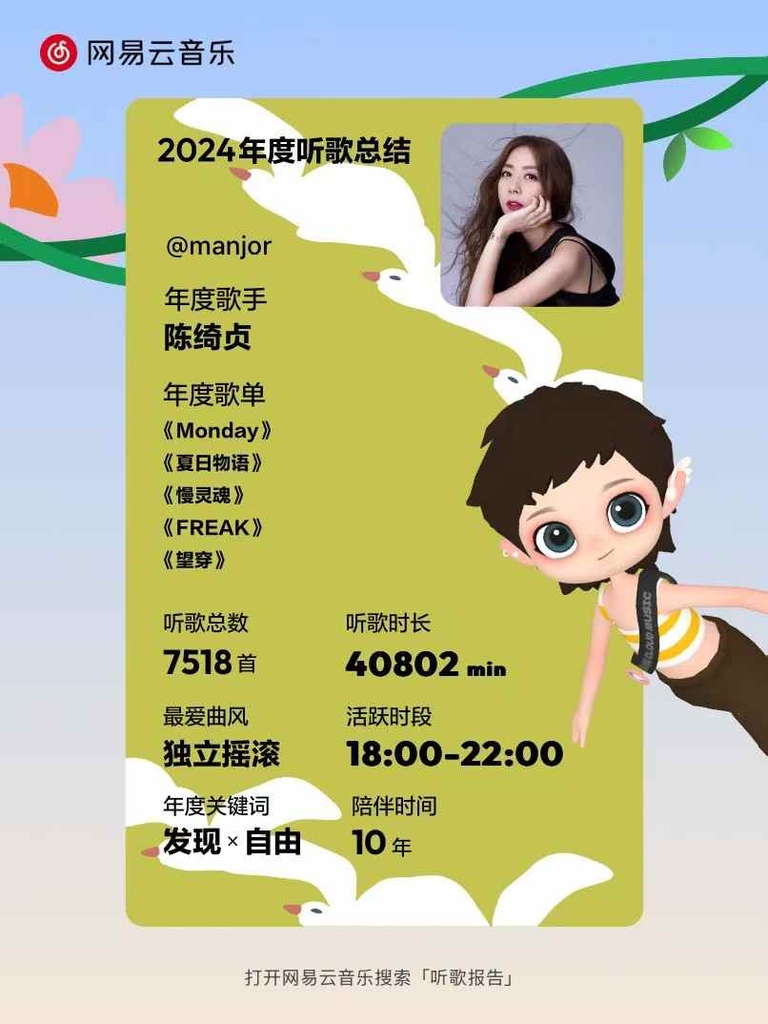 网易云音乐
2024年度听歌总结
@manjor
年度歌手
陈绮贞
年度歌单
《Monday》
《夏日物语》
《慢灵魂》
《FREAK》
《望穿》
听歌总数
7518首
听歌时长
40802 min
最爱曲风
独立摇滚
活跃时段
18:00-22:00
年度关键词
发现×自由
陪伴时间
10年
CLOUD MUSIC
打开网易云音乐搜索「听歌报告」